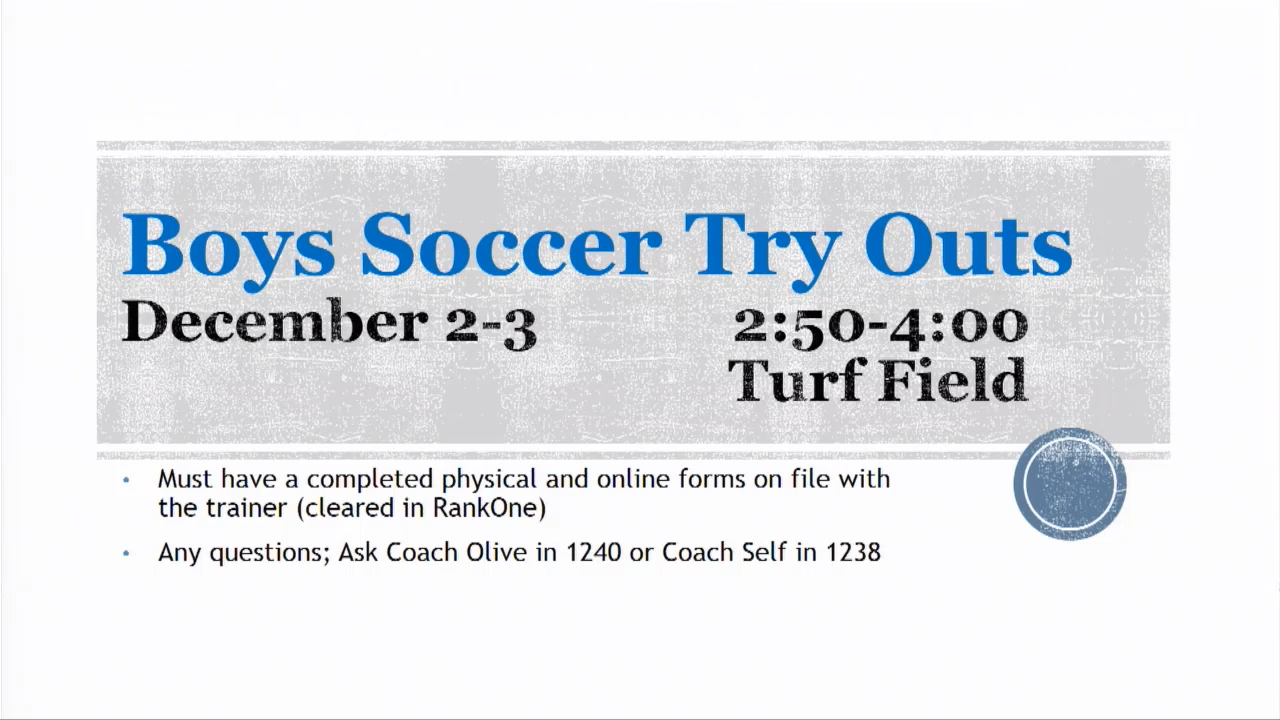 Boys Soccer Try Outs
December 2-3 2:50-4:00
Turf Field
• Must have a completed physical and online forms on file with
the trainer (cleared in RankOne)
• Any questions; Ask Coach Olive in 1240 or Coach Self in 1238